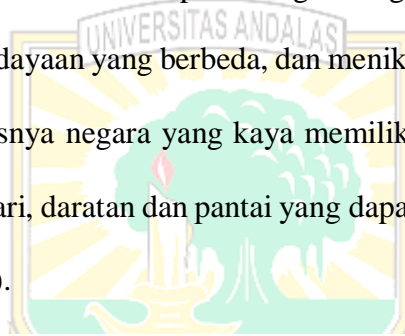 UNIVERSITAS ANDALAS
dayaan yang berbeda, dan menik
snya negara yang kaya memilik
ari, daratan dan pantai yang dapa
).